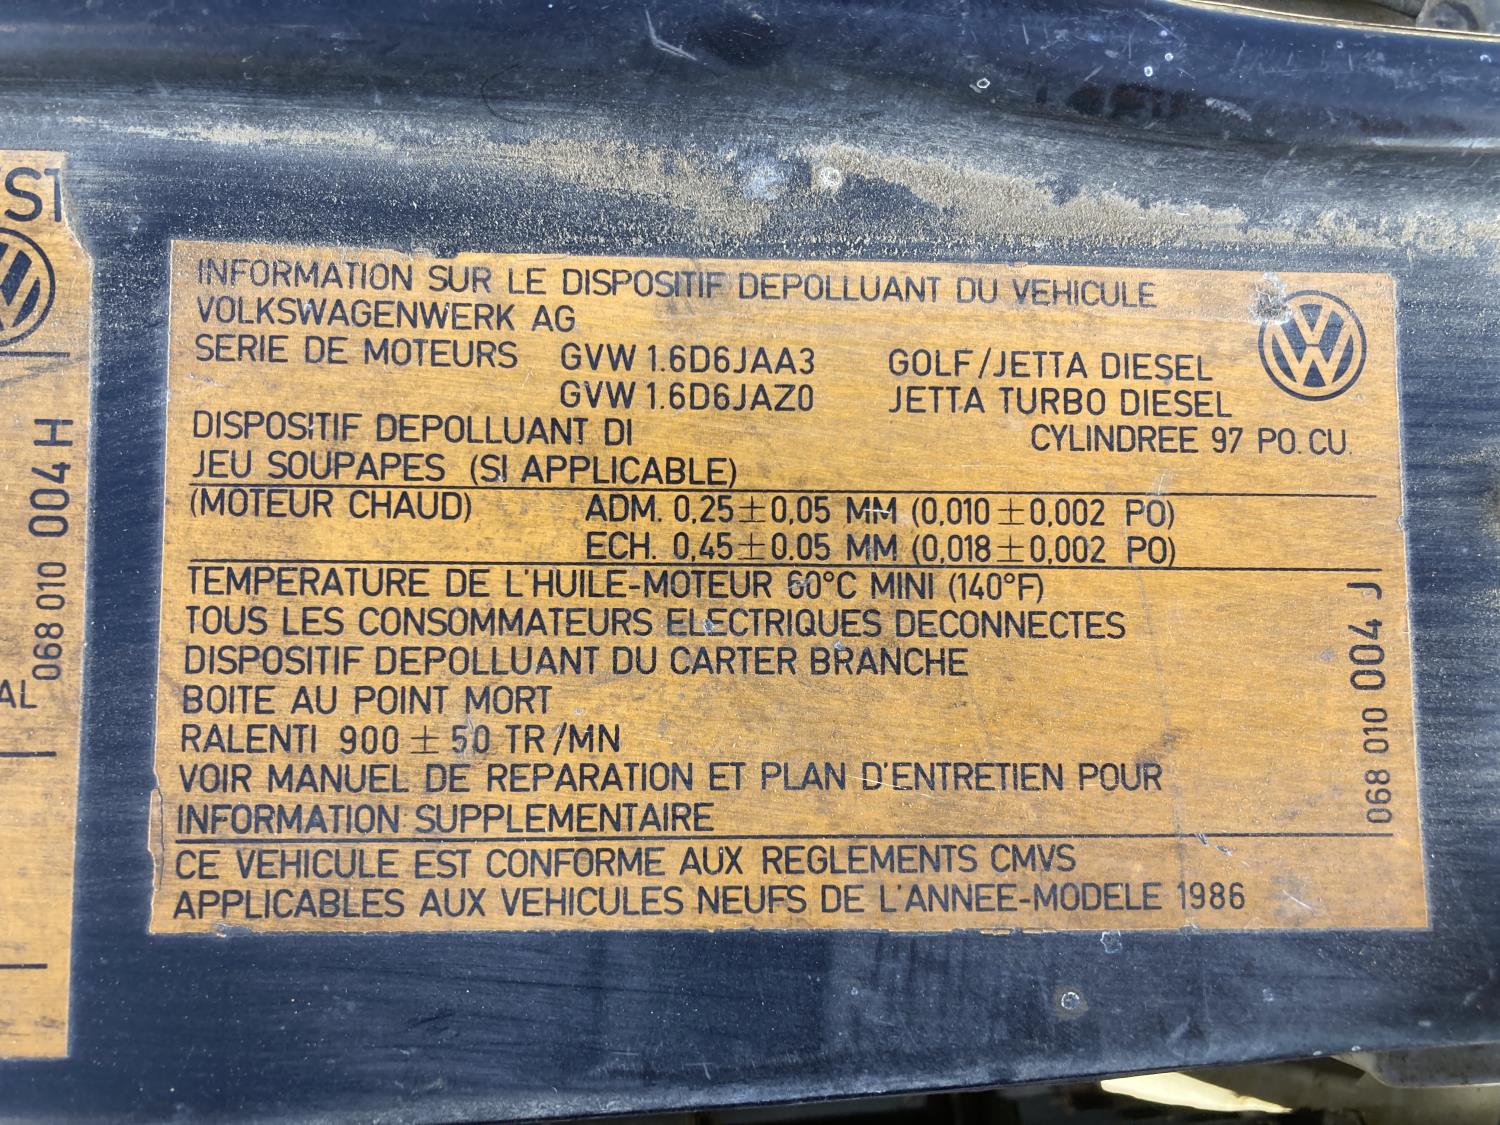 ST
068 010 004 H
AL
INFORMATION SUR LE DISPOSITIF DEPOLLUANT DU VEHICULE
VOLKSWAGENWERK AG
SERIE DE MOTEURS GVW 1.6D6JAA3 GOLF/JETTA DIESEL
GVW 1.6D6JAZ0 JETTA TURBO DIESEL
DISPOSITIF DEPOLLUANT DI CYLINDREE 97 PO. CU.
JEU SOUPAPES (SI APPLICABLE)
(MOTEUR CHAUD) ADM. 0,25±0,05 MM (0,010±0,002 PO)
ECH. 0,45±0.05 MM (0,018±0,002 PO)
TEMPERATURE DE L'HUILE-MOTEUR 60°C MINI (140°F)
TOUS LES CONSOMMATEURS ELECTRIQUES DECONNECTES
DISPOSITIF DEPOLLUANT DU CARTER BRANCHE
BOITE AU POINT MORT
RALENTI 900 ± 50 TR/MN
VOIR MANUEL DE REPARATION ET PLAN D'ENTRETIEN POUR
INFORMATION SUPPLEMENTAIRE
CE VEHICULE EST CONFORME AUX REGLEMENTS CMVS
APPLICABLES AUX VEHICULES NEUFS DE L'ANNEE-MODELE 1986
068 010 004 J